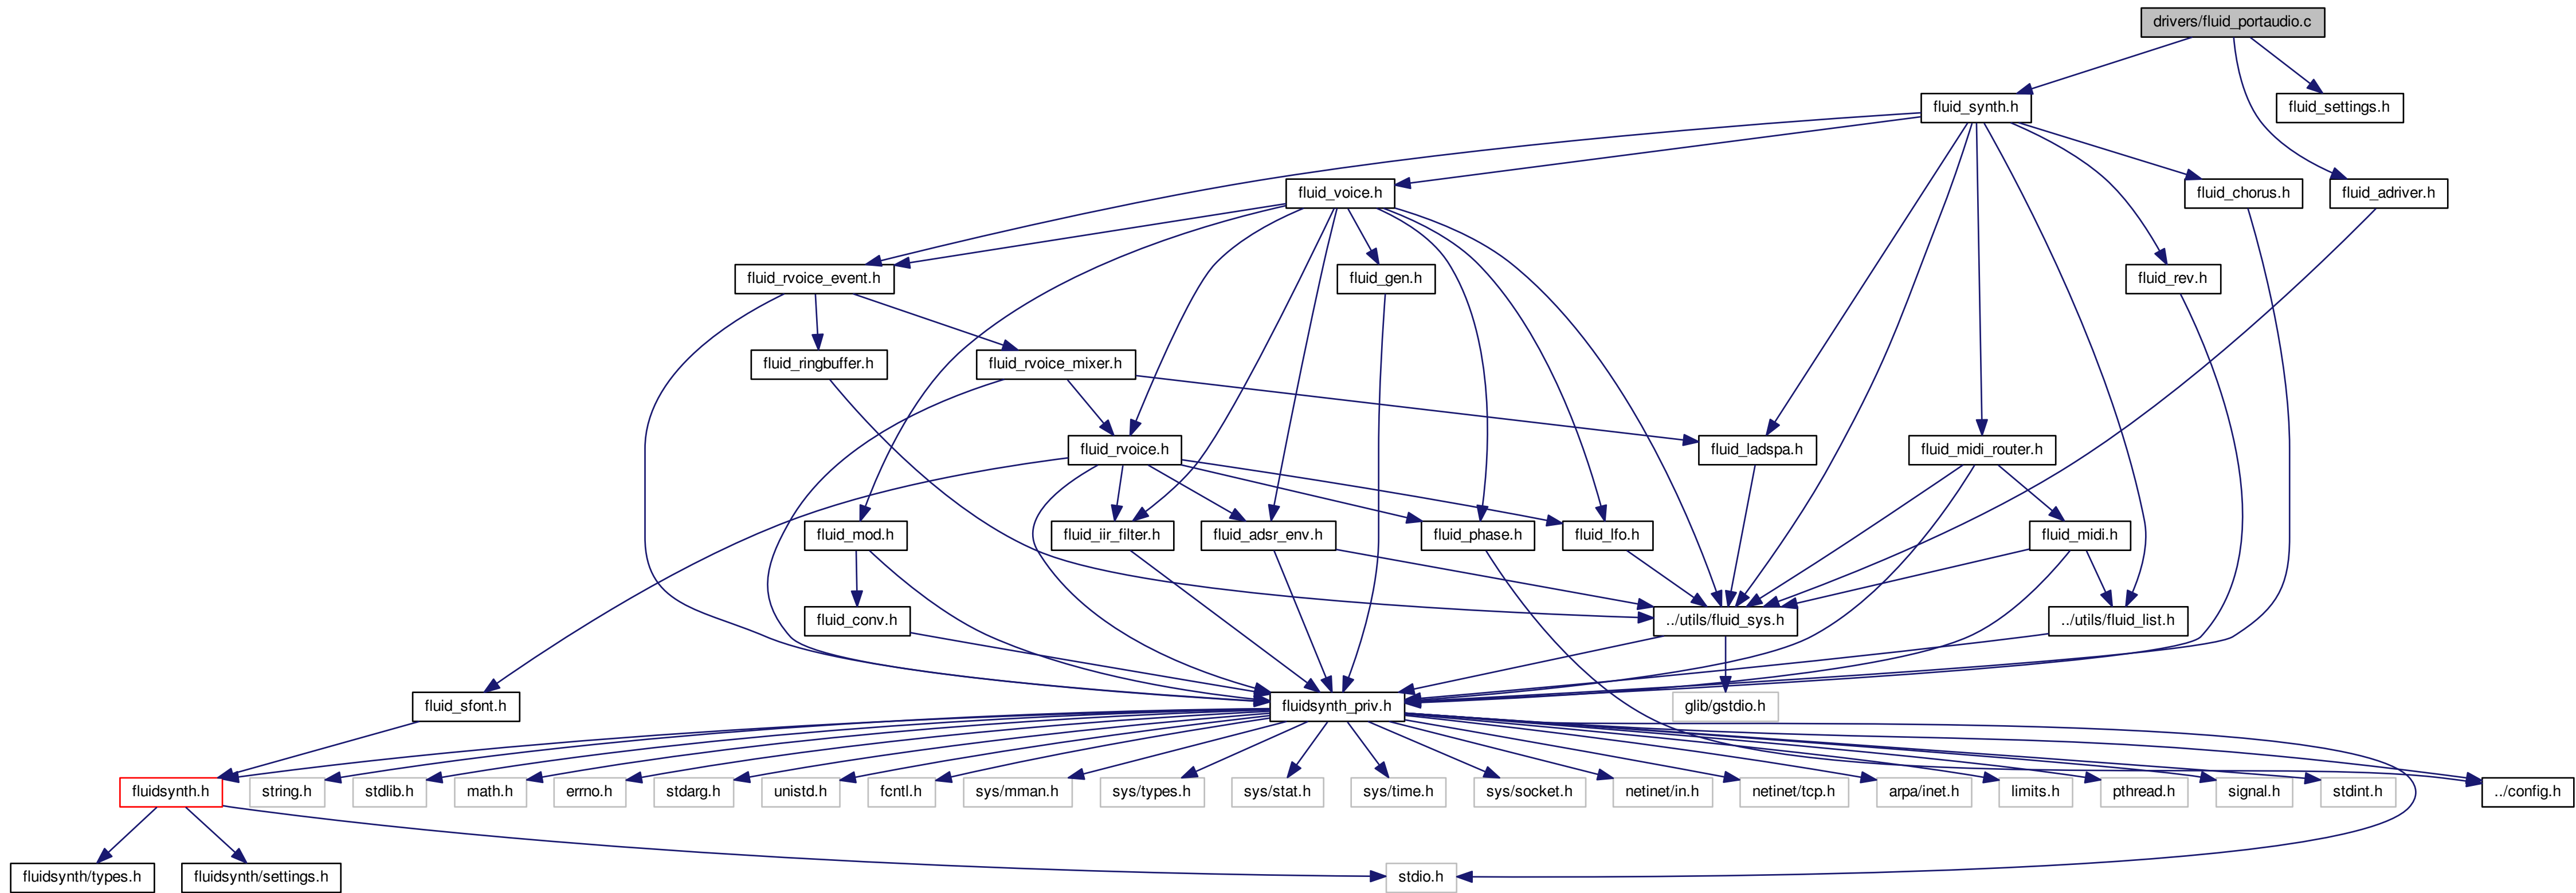 drivers/fluid_portaudio.c
fluid_synth.h
fluid_settings.h
fluid_voice.h
fluid_chorus.h
fluid_adriver.h
fluid_rvoice_event.h
fluid_gen.h
fluid_rev.h
fluid_ringbuffer.h
fluid_rvoice_mixer.h
fluid_rvoice.h
fluid_ladspa.h
fluid_midi_router.h
fluid_mod.h
fluid_iir_filter.h
fluid_adsr_env.h
fluid_phase.h
fluid_lfo.h
fluid_midi.h
fluid_conv.h
../utils/fluid_sys.h
../utils/fluid_list.h
fluid_sfont.h
fluidsynth_priv.h
glib/gstdio.h
fluidsynth.h
string.h
stdlib.h
math.h
errno.h
stdarg.h
unistd.h
fcntl.h
sys/mman.h
sys/types.h
sys/stat.h
sys/time.h
sys/socket.h
netinet/in.h
netinet/tcp.h
arpa/inet.h
limits.h
pthread.h
signal.h
stdint.h
../config.h
fluidsynth/types.h
fluidsynth/settings.h
stdio.h